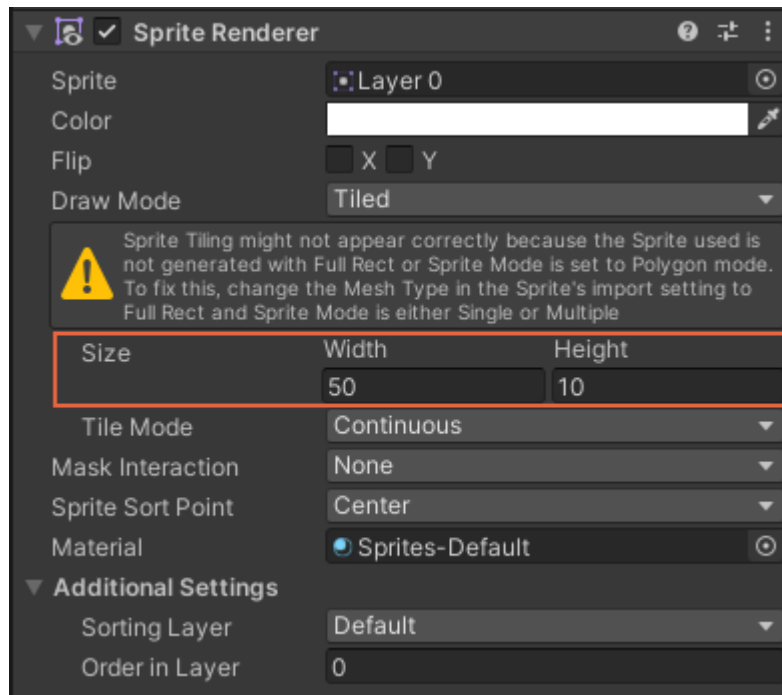 Sprite Renderer
Sprite Layer 0
Color
Flip X Y
Draw Mode Tiled
Sprite Tiling might not appear correctly because the Sprite used is
not generated with Full Rect or Sprite Mode is set to Polygon mode.
To fix this, change the Mesh Type in the Sprite's import setting to
Full Rect and Sprite Mode is either Single or Multiple
Size Width Height
50 10
Tile Mode Continuous
Mask Interaction None
Sprite Sort Point Center
Material Sprites-Default
Additional Settings
Sorting Layer Default
Order in Layer 0